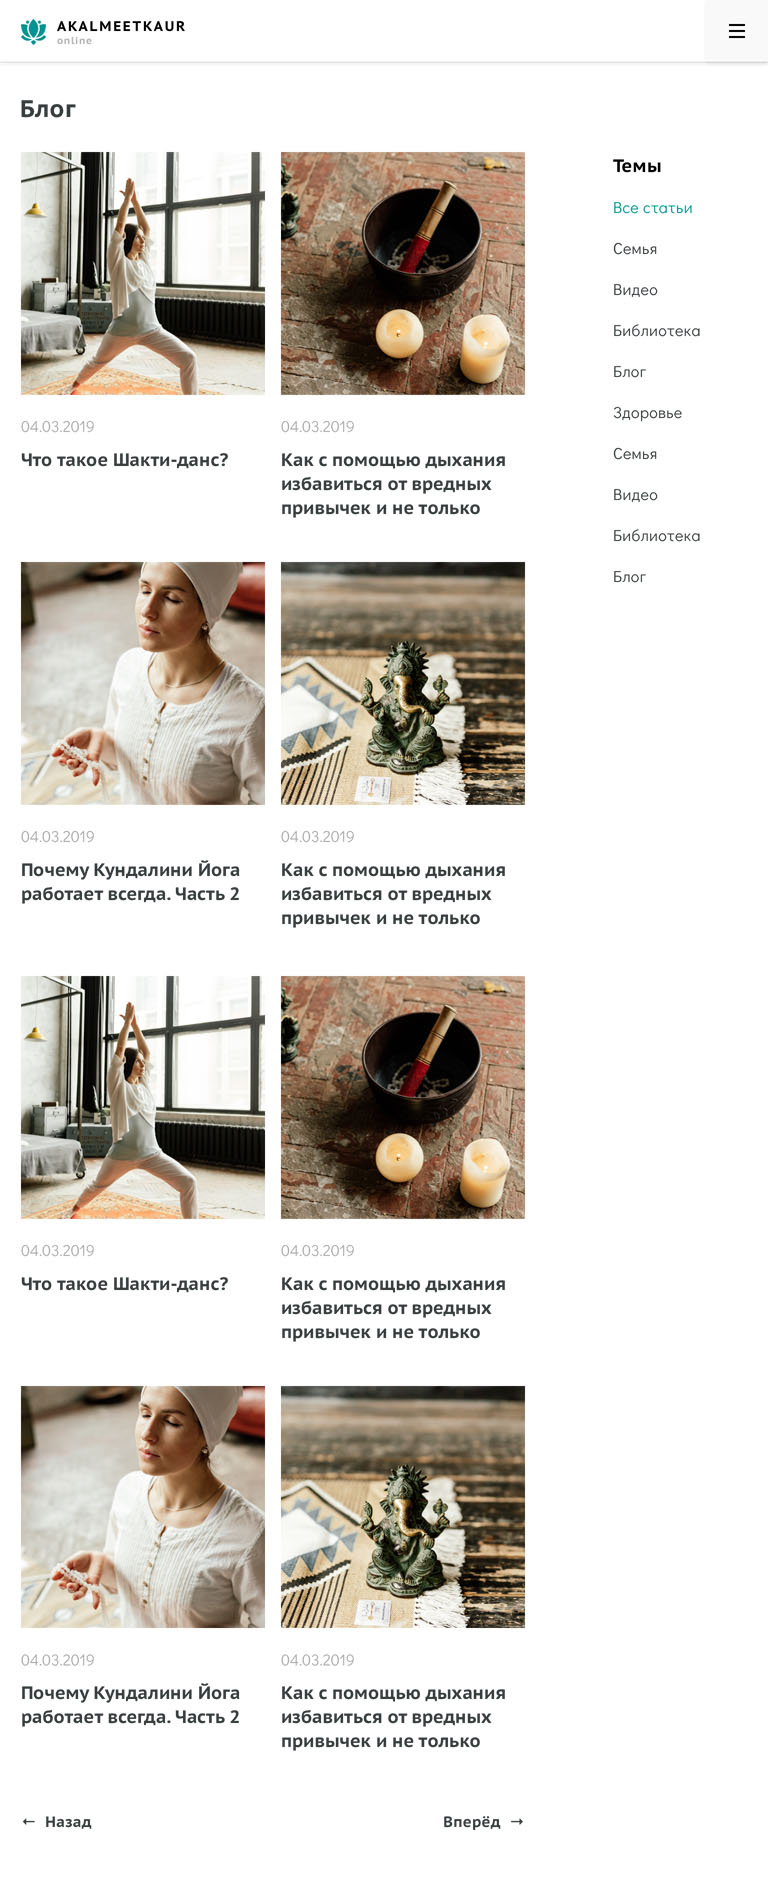 AKALMEETKAUR
online
Блог
04.03.2019
Что такое Шакти-данс?
04.03.2019
Как с помощью дыхания
избавиться от вредных
привычек и не только
04.03.2019
Почему Кундалини Йога
работает всегда. Часть 2
04.03.2019
Как с помощью дыхания
избавиться от вредных
привычек и не только
04.03.2019
Что такое Шакти-данс?
04.03.2019
Как с помощью дыхания
избавиться от вредных
привычек и не только
04.03.2019
Почему Кундалини Йога
работает всегда. Часть 2
04.03.2019
Как с помощью дыхания
избавиться от вредных
привычек и не только
← Назад
Вперёд →
Темы
Все статьи
Семья
Видео
Библиотека
Блог
Здоровье
Семья
Видео
Библиотека
Блог